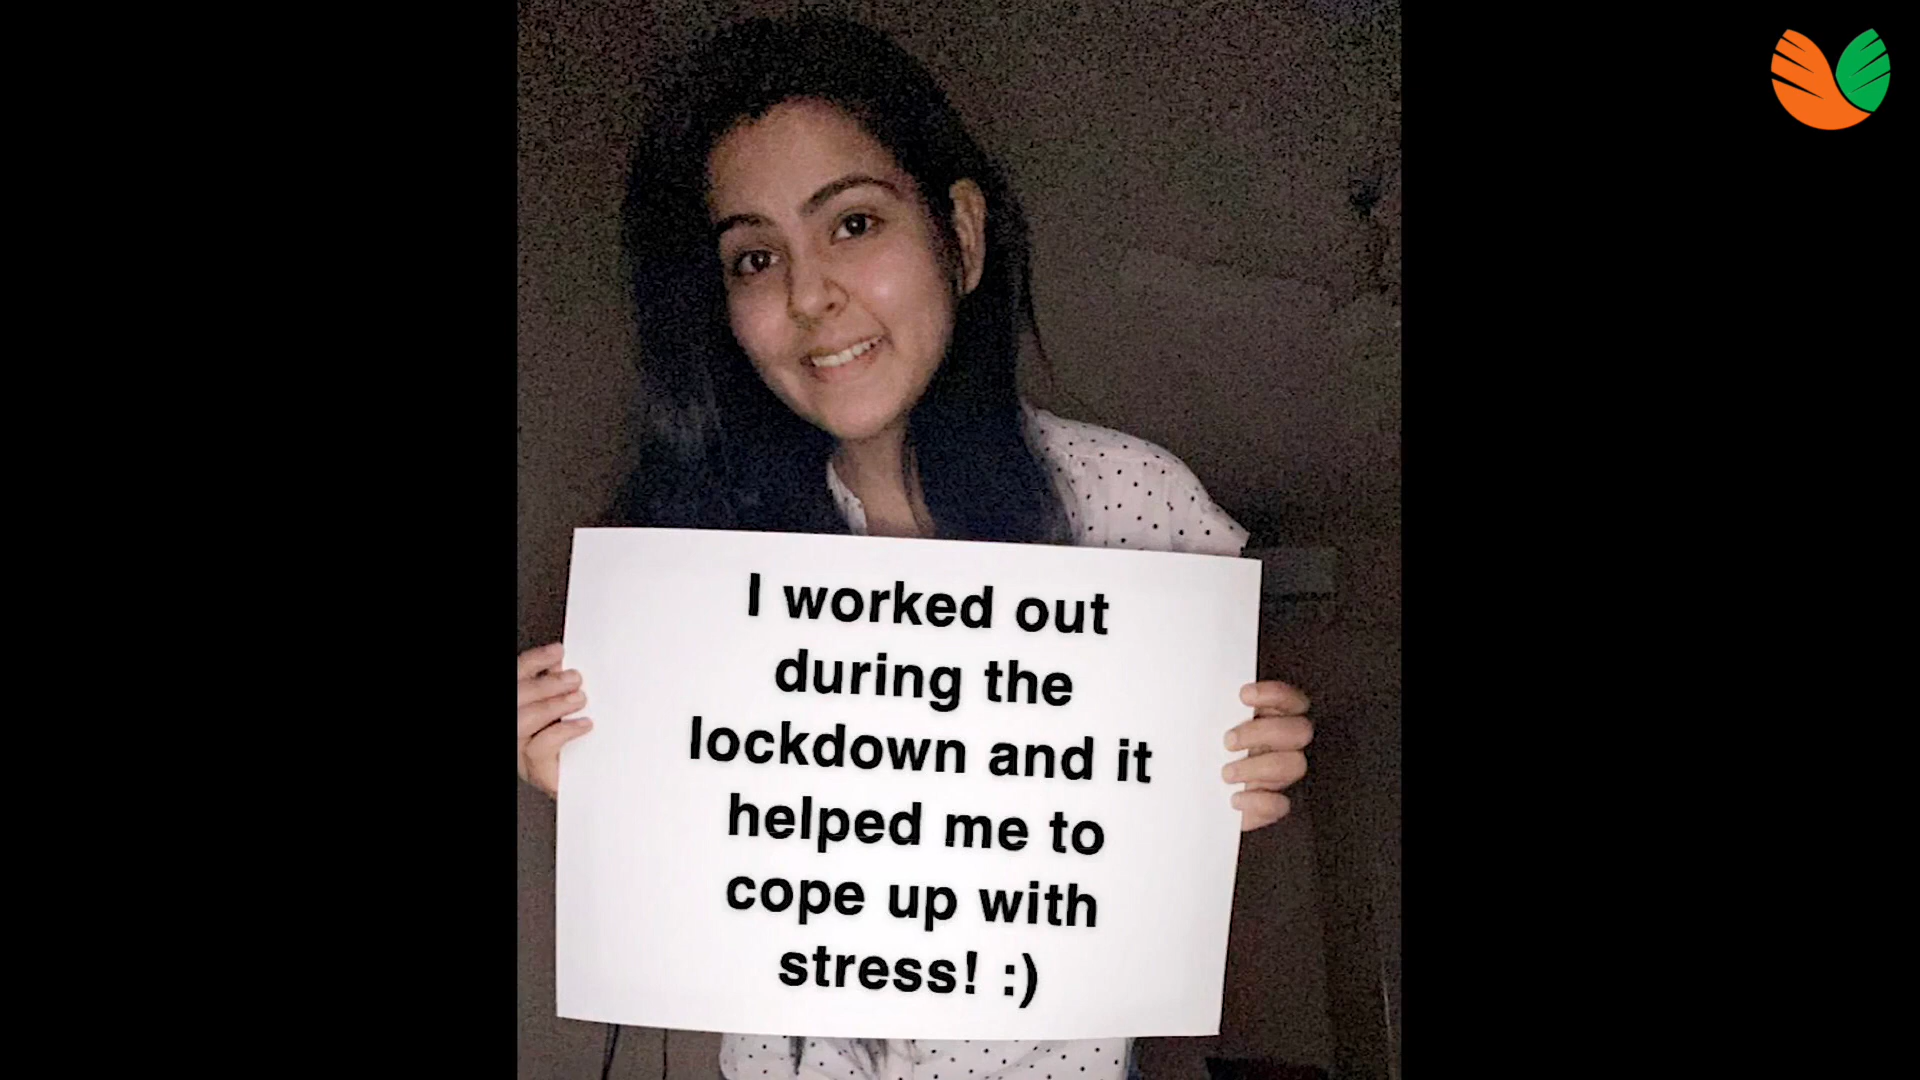 I worked out
during the
lockdown and it
helped me to
cope up with
stress! :)